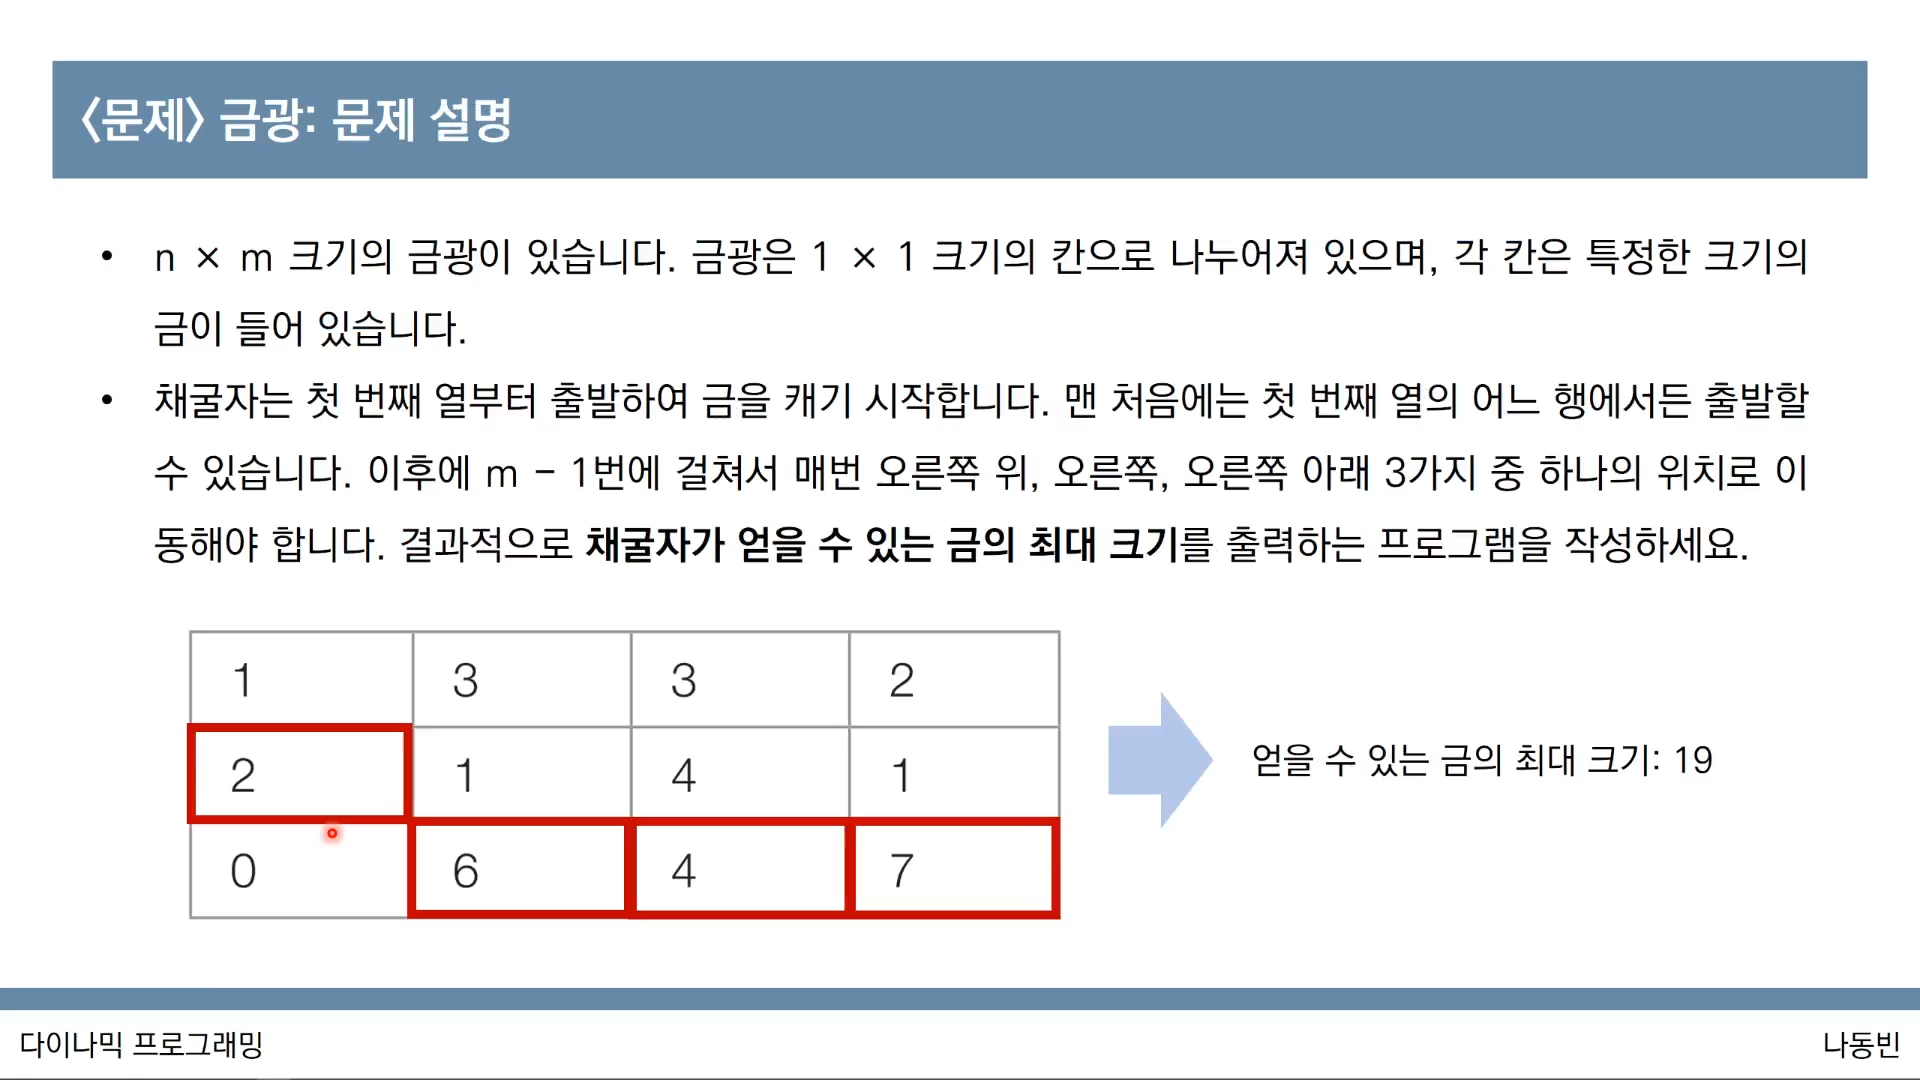 <문제> 금광: 문제 설명
• n × m 크기의 금광이 있습니다. 금광은 1 × 1 크기의 칸으로 나누어져 있으며, 각 칸은 특정한 크기의
금이 들어 있습니다.
• 채굴자는 첫 번째 열부터 출발하여 금을 캐기 시작합니다. 맨 처음에는 첫 번째 열의 어느 행에서든 출발할
수 있습니다. 이후에 m – 1번에 걸쳐서 매번 오른쪽 위, 오른쪽, 오른쪽 아래 3가지 중 하나의 위치로 이
동해야 합니다. 결과적으로 채굴자가 얻을 수 있는 금의 최대 크기를 출력하는 프로그램을 작성하세요.
1 3 3 2
2 1 4 1
0 6 4 7
얻을 수 있는 금의 최대 크기: 19
다이나믹 프로그래밍
나동빈